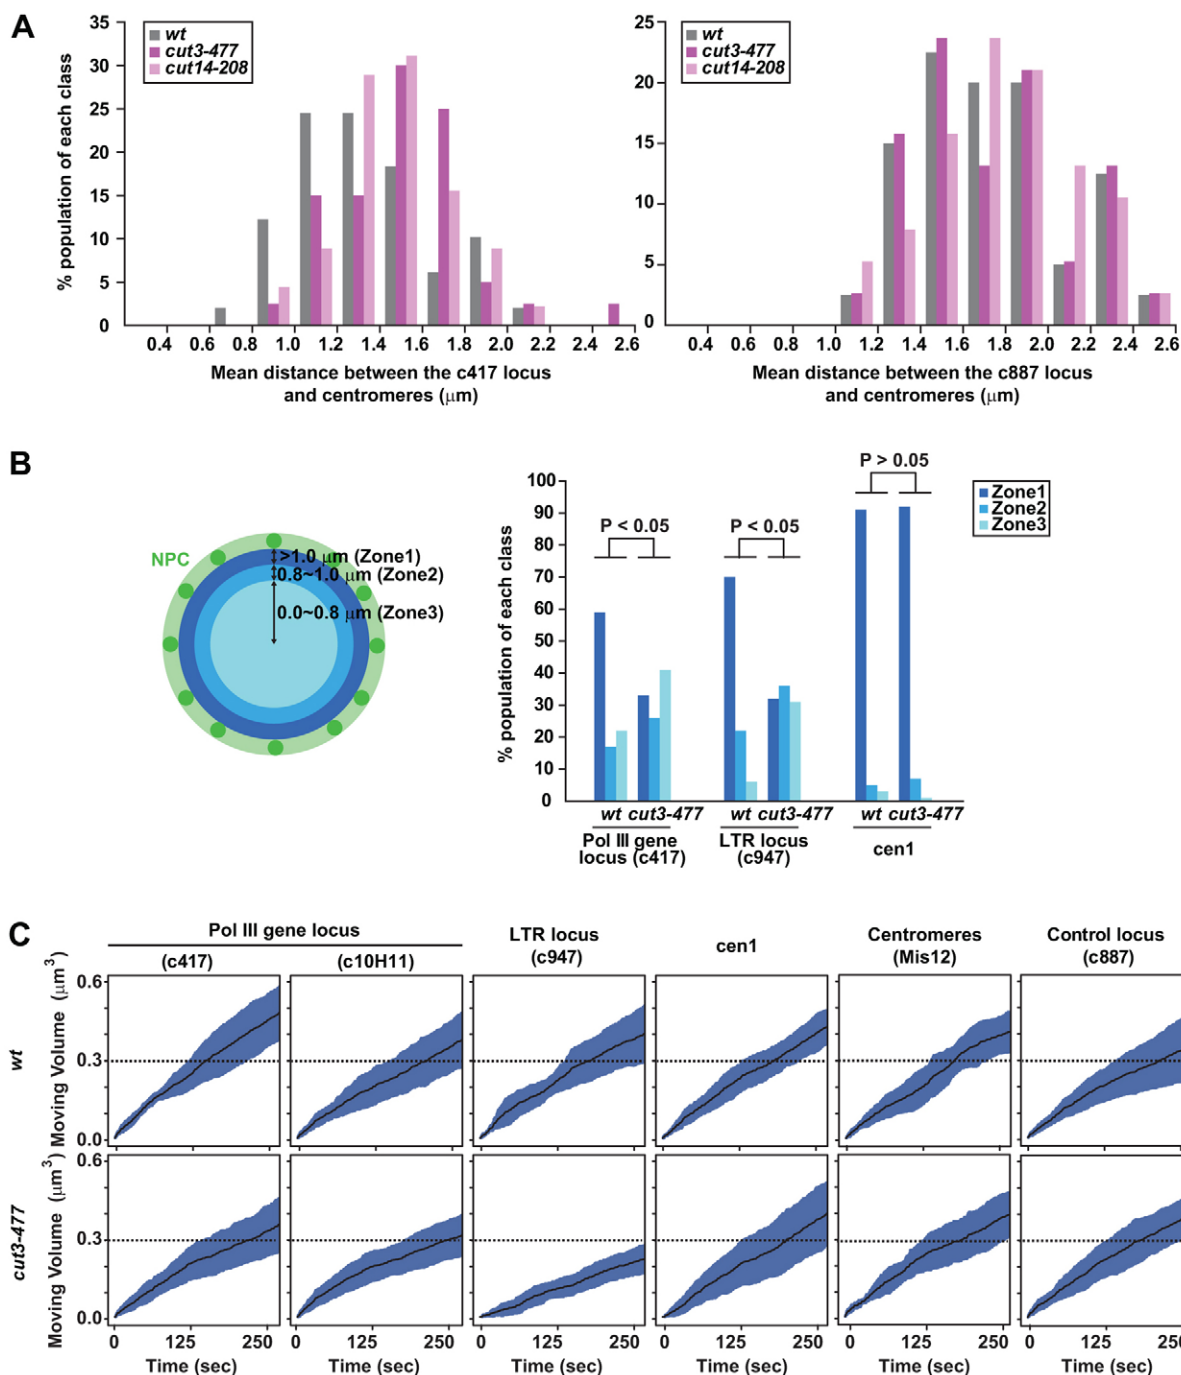 A
35
30
25
20
15
10
5
0
% population of each class
wt
cut3-477
cut14-208
0.4 0.6 0.8 1.0 1.2 1.4 1.6 1.8 2.0 2.2 2.4 2.6
Mean distance between the c417 locus
and centromeres (μm)
25
20
15
10
5
0
wt
cut3-477
cut14-208
0.4 0.6 0.8 1.0 1.2 1.4 1.6 1.8 2.0 2.2 2.4 2.6
Mean distance between the c887 locus
and centromeres (μm)
B
NPC
>1.0 μm (Zone1)
0.8~1.0 μm (Zone2)
0.0~0.8 μm (Zone3)
100
90
80
70
60
50
40
30
20
10
0
% population of each class
P < 0.05
P < 0.05
P > 0.05
Zone1
Zone2
Zone3
wt cut3-477 wt cut3-477 wt cut3-477
Pol III gene
locus (c417)
LTR locus
(c947)
cen1
C
Pol III gene locus
(c417)
(c10H11)
LTR locus
(c947)
cen1
Centromeres
(Mis12)
Control locus
(c887)
wt
Moving Volume (μm³)
0.6
0.3
0.0
cut3-477
Moving Volume (μm³)
0.6
0.3
0.0
0 125 250 0 125 250 0 125 250 0 125 250 0 125 250 0 125 250
Time (sec) Time (sec) Time (sec) Time (sec) Time (sec) Time (sec)